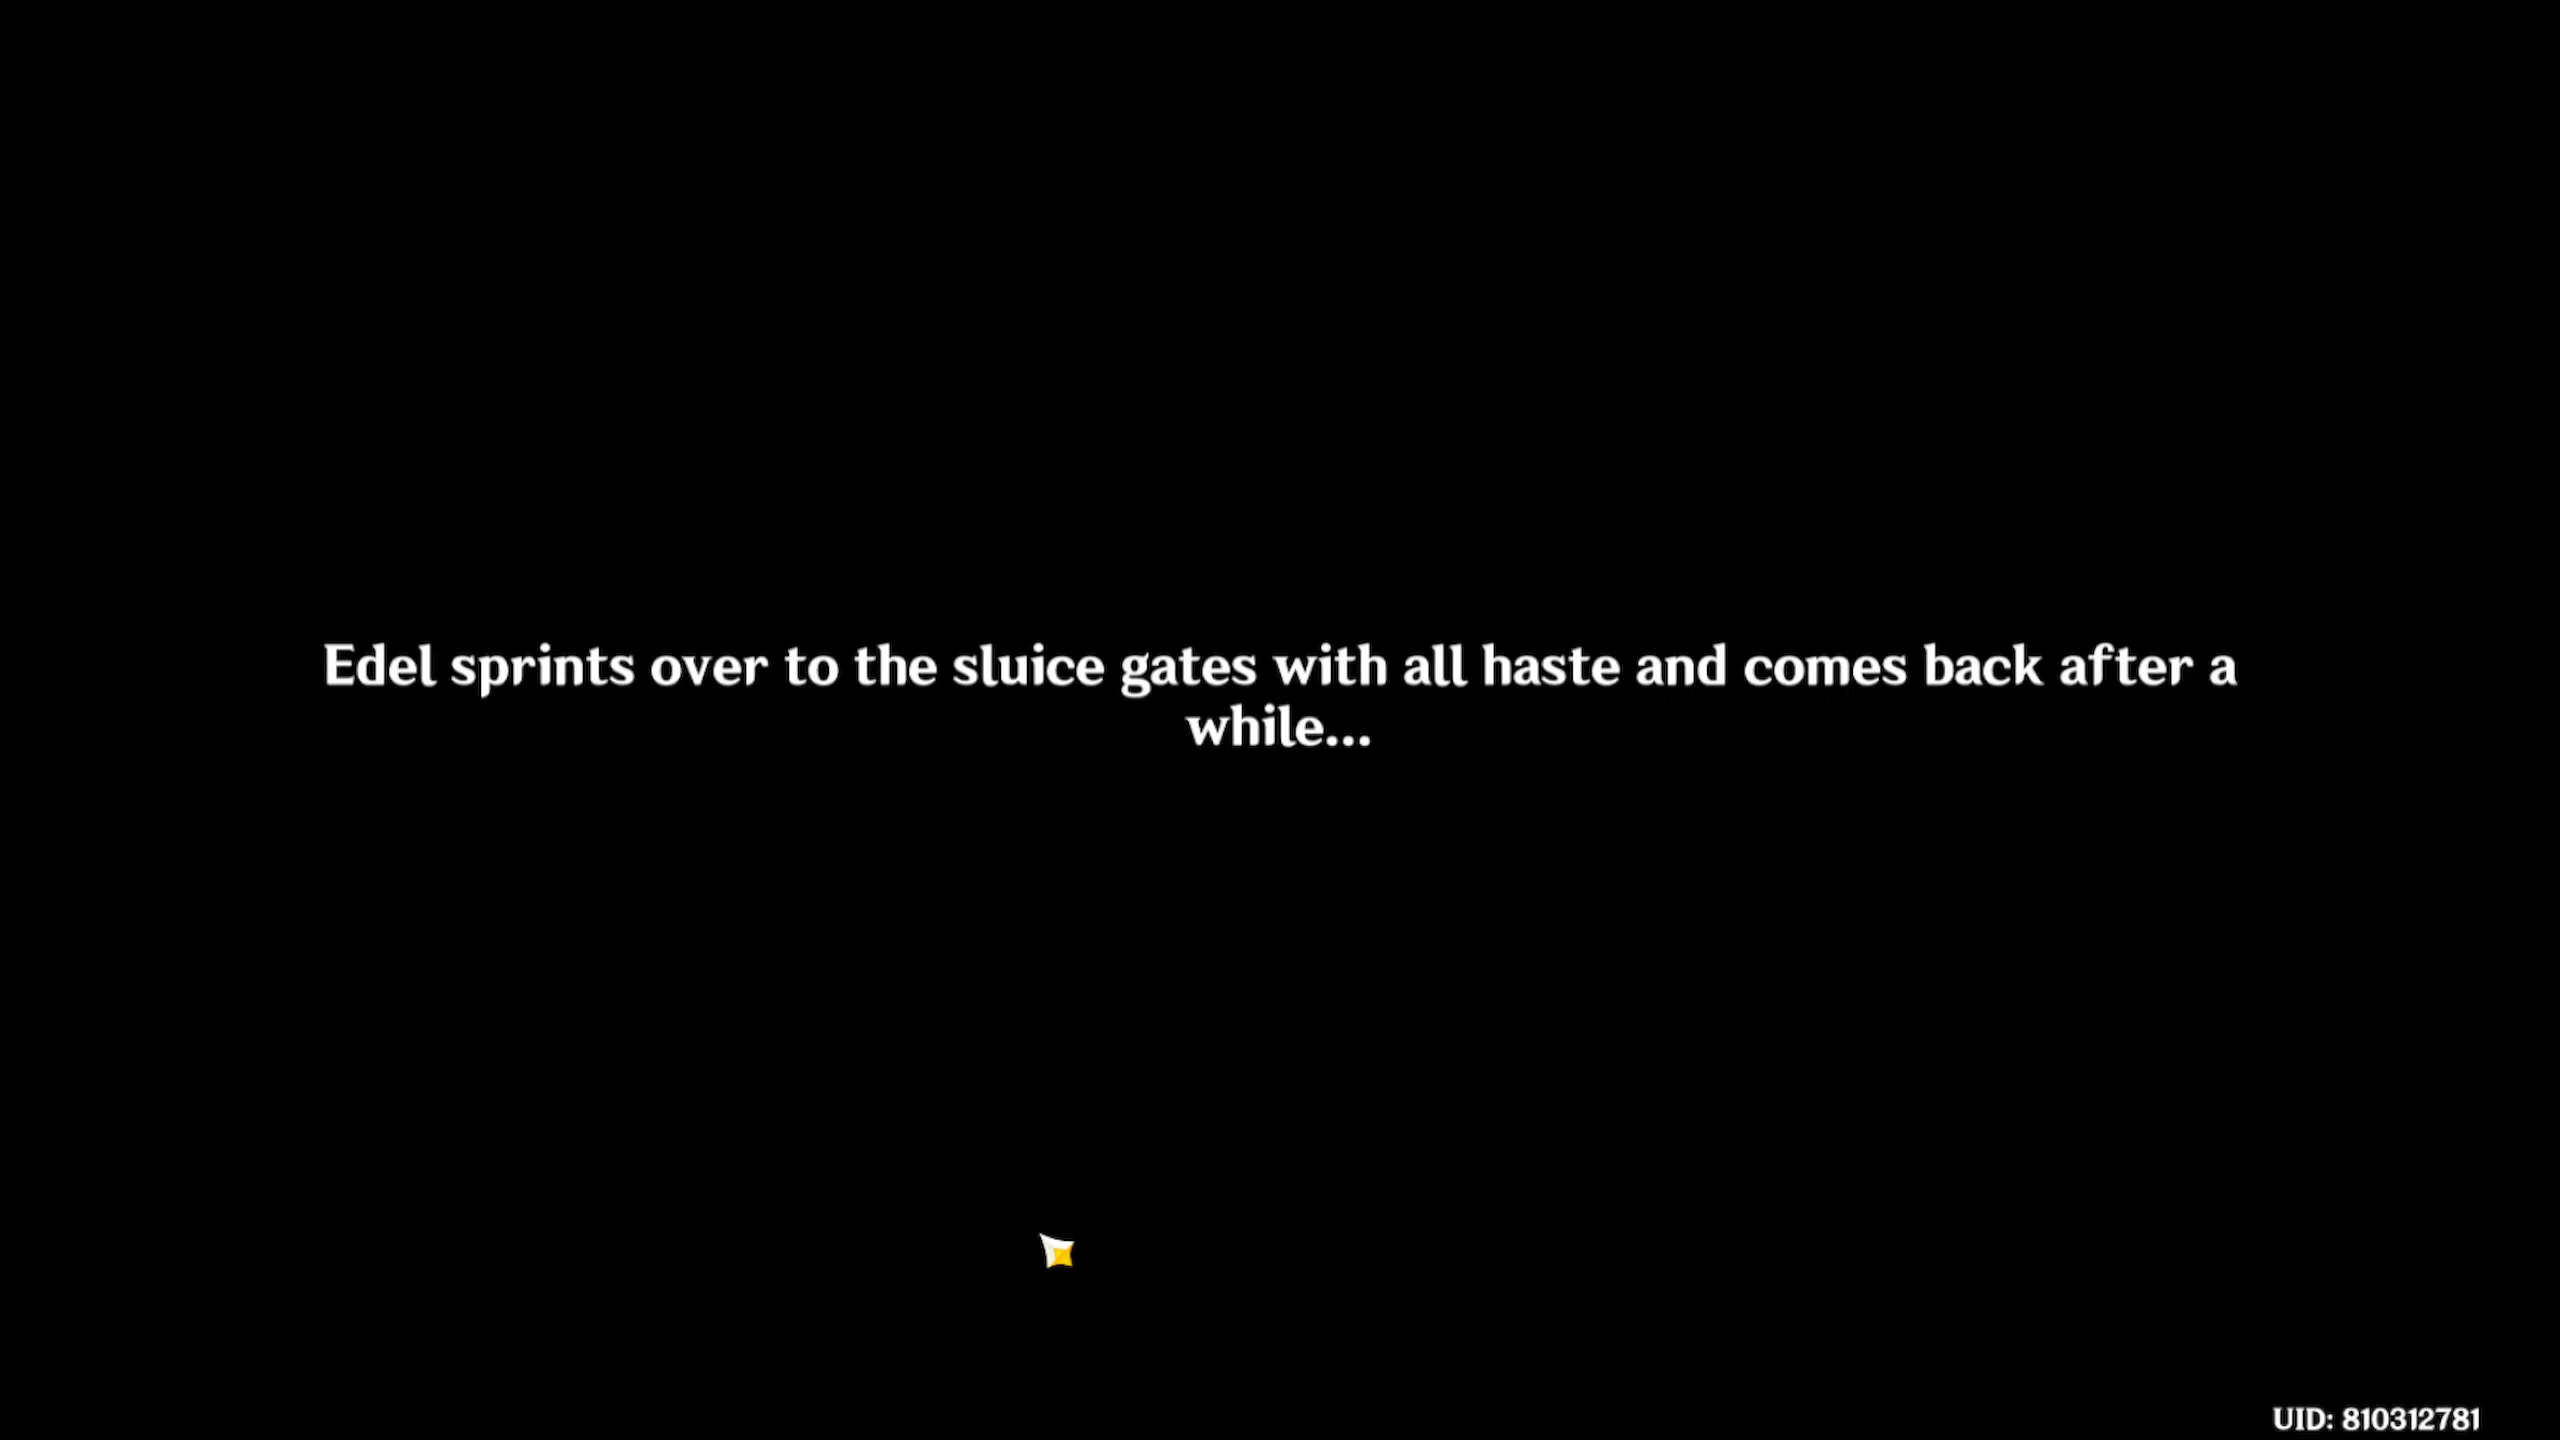 Edel sprints over to the sluice gates with all haste and comes back after a
while...
UID: 810312781